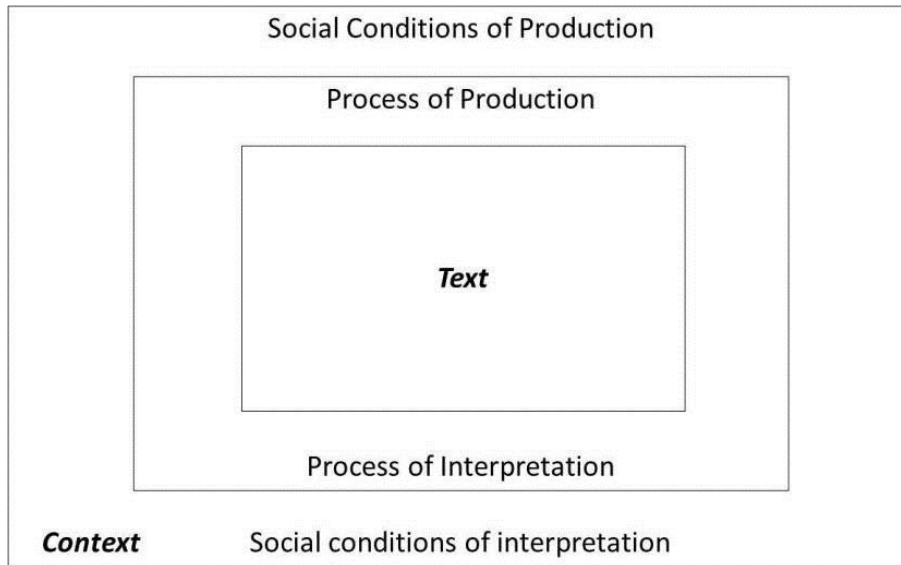 Social Conditions of Production
Process of Production
Text
Process of Interpretation
Context Social conditions of interpretation